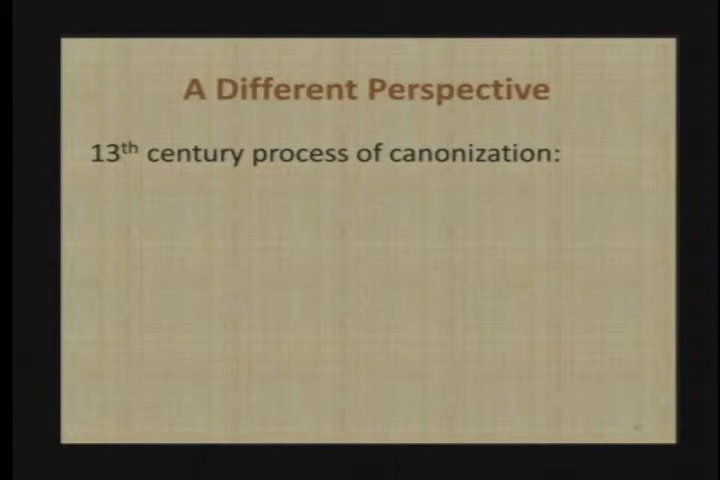 A Different Perspective
13th century process of canonization: